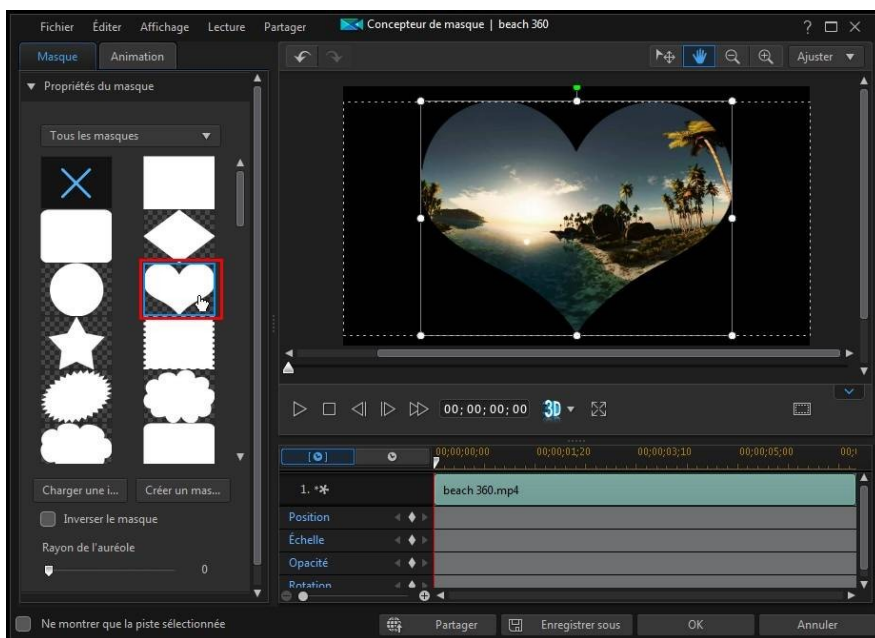 Fichier Éditer Affichage Lecture Partager Concepteur de masque | beach 360 ?
Masque Animation Ajuster
Propriétés du masque
Tous les masques
Charger une i... Créer un mas...
Inverser le masque
Rayon de l'auréole
0
00;00;00;00 3D
00;00;00;00 00;00;01;20 00;00;03;10 00;00;05;00 00;
1. beach 360.mp4
Position
Échelle
Opacité
Rotation
Ne montrer que la piste sélectionnée Partager Enregistrer sous OK Annuler